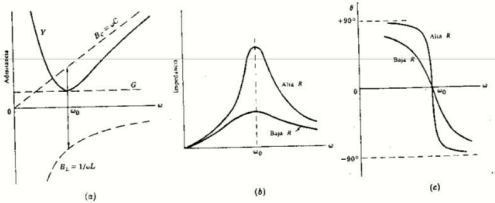 Admitancia
Y
B_C = ωC
G
0
ω₀
ω
B_L = 1/ωL
(a)
Impedancia
Alta R
Baja R
ω₀
ω
(b)
θ
+90°
Alta R
Baja R
0
ω₀
ω
−90°
(c)